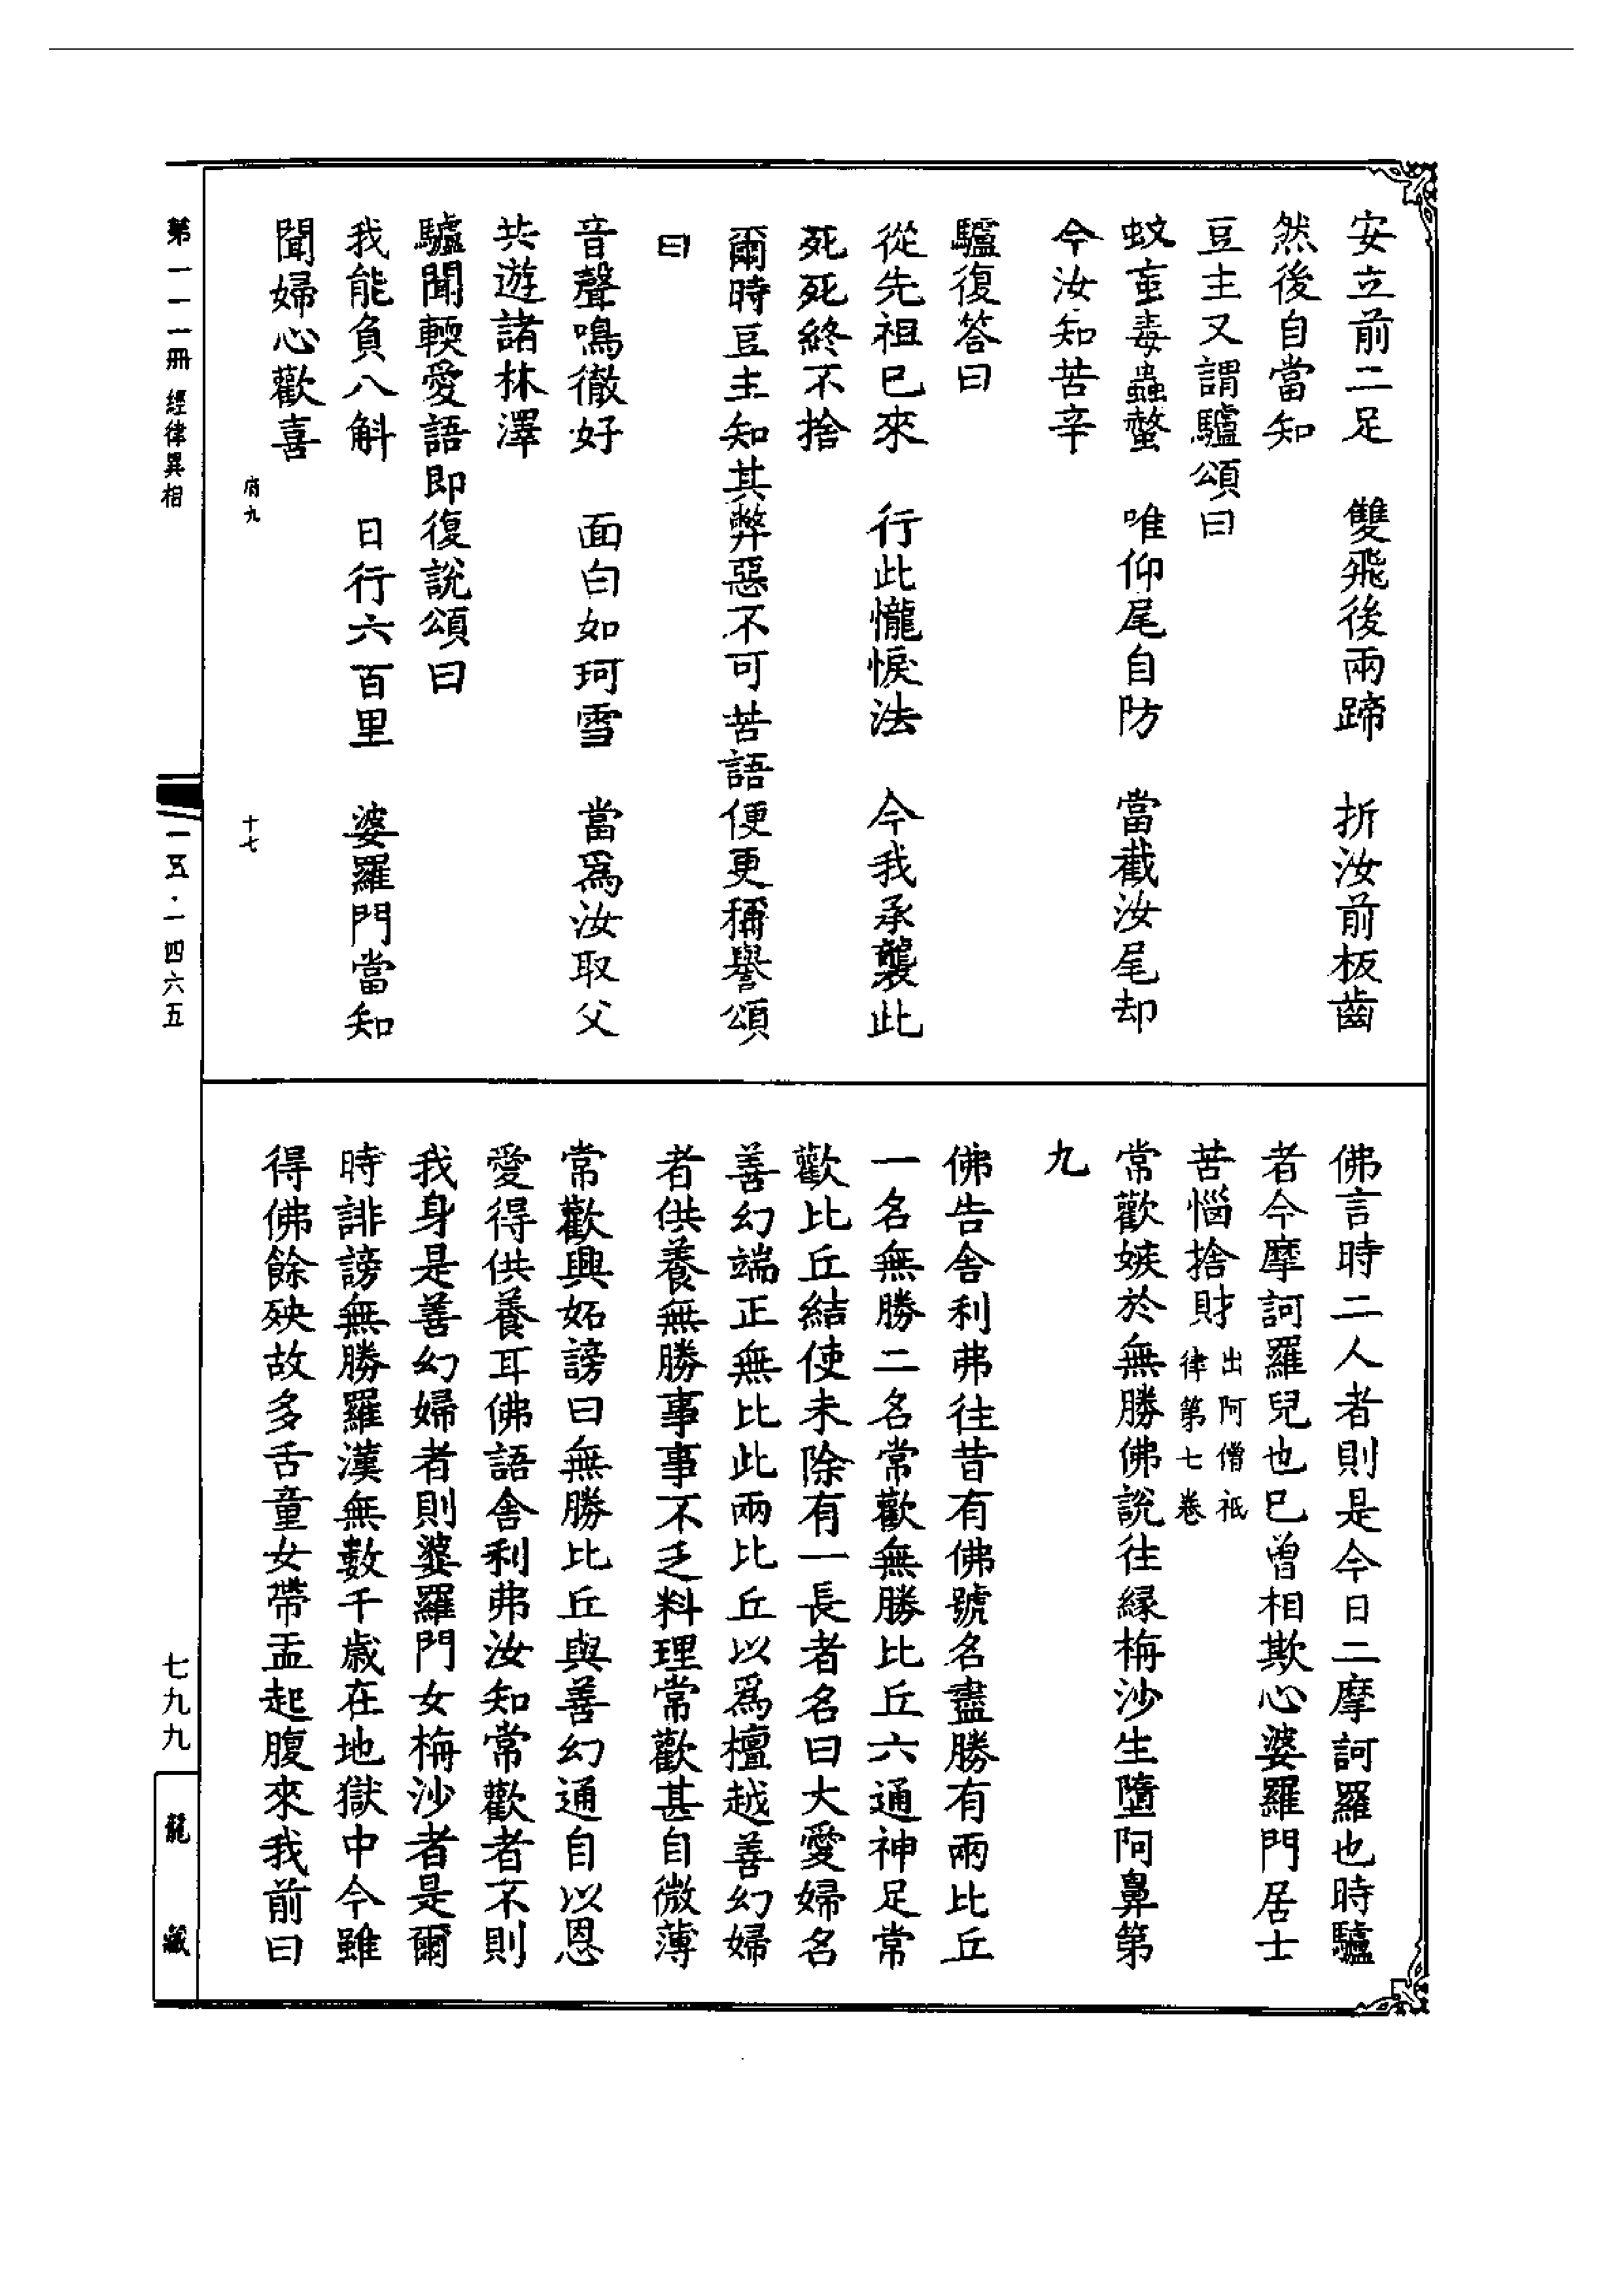 安立前二足　雙飛後兩蹄　折汝前板齒
然後自當知
豆主又謂驢頌曰
蚊䖟毒蟲螫　唯仰尾自防　當截汝尾却
今汝知苦辛
驢復答曰
從先祖已來　行此㦬悷法　今我承襲此
死死終不捨
爾時豆主知其弊惡不可苦語便更稱譽頌
曰
音聲鳴徹好　面白如珂雪　當爲汝取父
共遊諸林澤
驢聞輭愛語即復說頌曰
我能負八斛　日行六百里　婆羅門當知
聞婦心歡喜
佛言時二人者則是今日二摩訶羅也時驢
者今摩訶羅兒也已曾相欺心婆羅門居士
苦惱捨財出阿僧祇律第七卷
常歡嫉於無勝佛說往緣梅沙生墮阿鼻第
九
佛告舍利弗往昔有佛號名盡勝有兩比丘
一名無勝二名常歡無勝比丘六通神足常
歡比丘結使未除有一長者名曰大愛婦名
善幻端正無比此兩比丘以爲檀越善幻婦
者供養無勝事事不乏料理常歡甚自微薄
常歡興妬謗曰無勝比丘與善幻通自以恩
愛得供養耳佛語舍利弗汝知常歡者不則
我身是善幻婦者則婆羅門女梅沙者是爾
時誹謗無勝羅漢無數千歲在地獄中今雖
得佛餘殃故多舌童女帶盂起腹來我前曰
府九
十七
第一一一冊　經律異相
一五·一四六五
七九九
龍藏